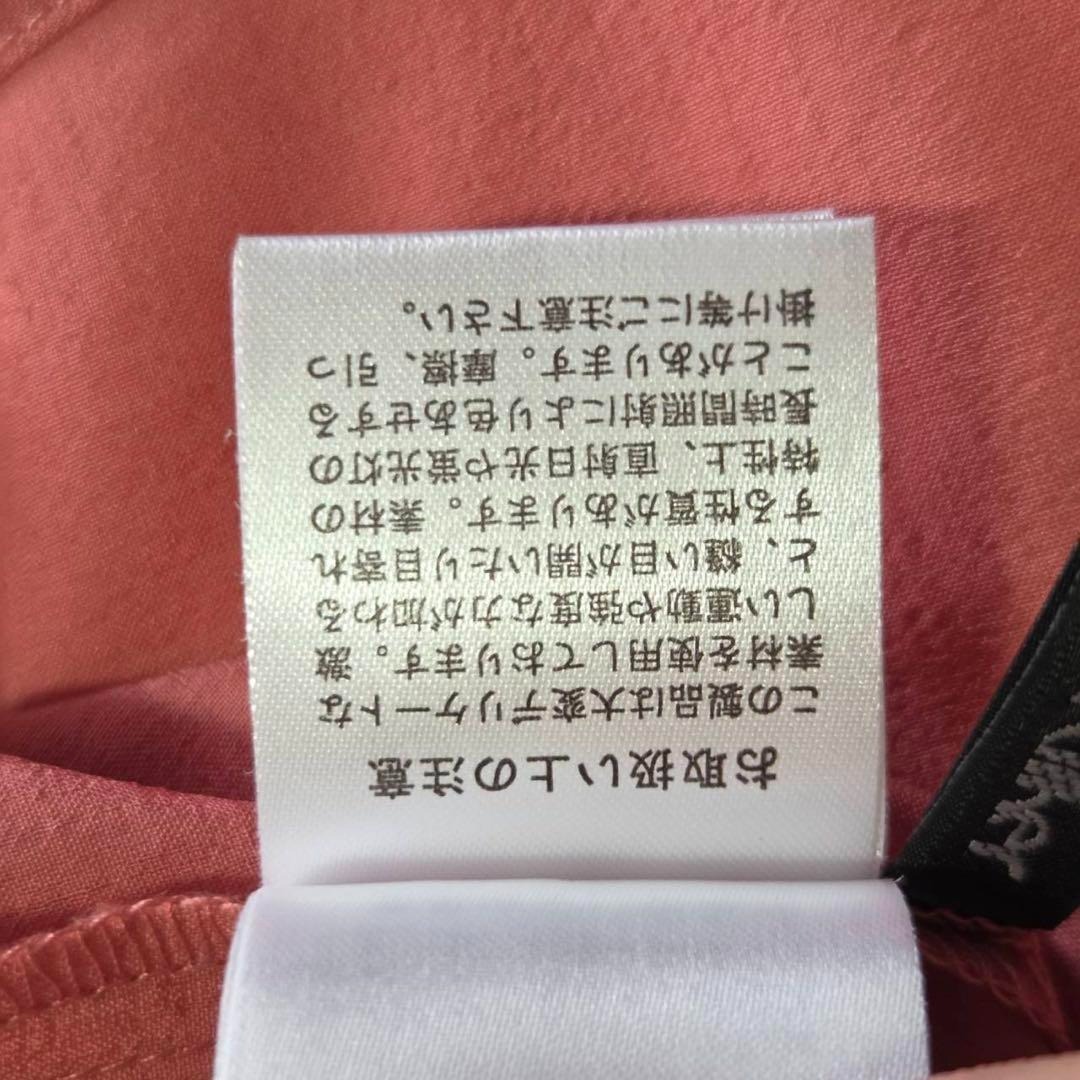 お取扱い上の注意
この製品は大変デリケートな
素材を使用しております。激
しい運動や強度な力が加わる
と、縫い目が開いたり目寄れ
する性質があります。素材の
特性上、直射日光や蛍光灯の
長時間照射により色あせする
ことがあります。摩擦、引っ
掛け等にご注意下さい。